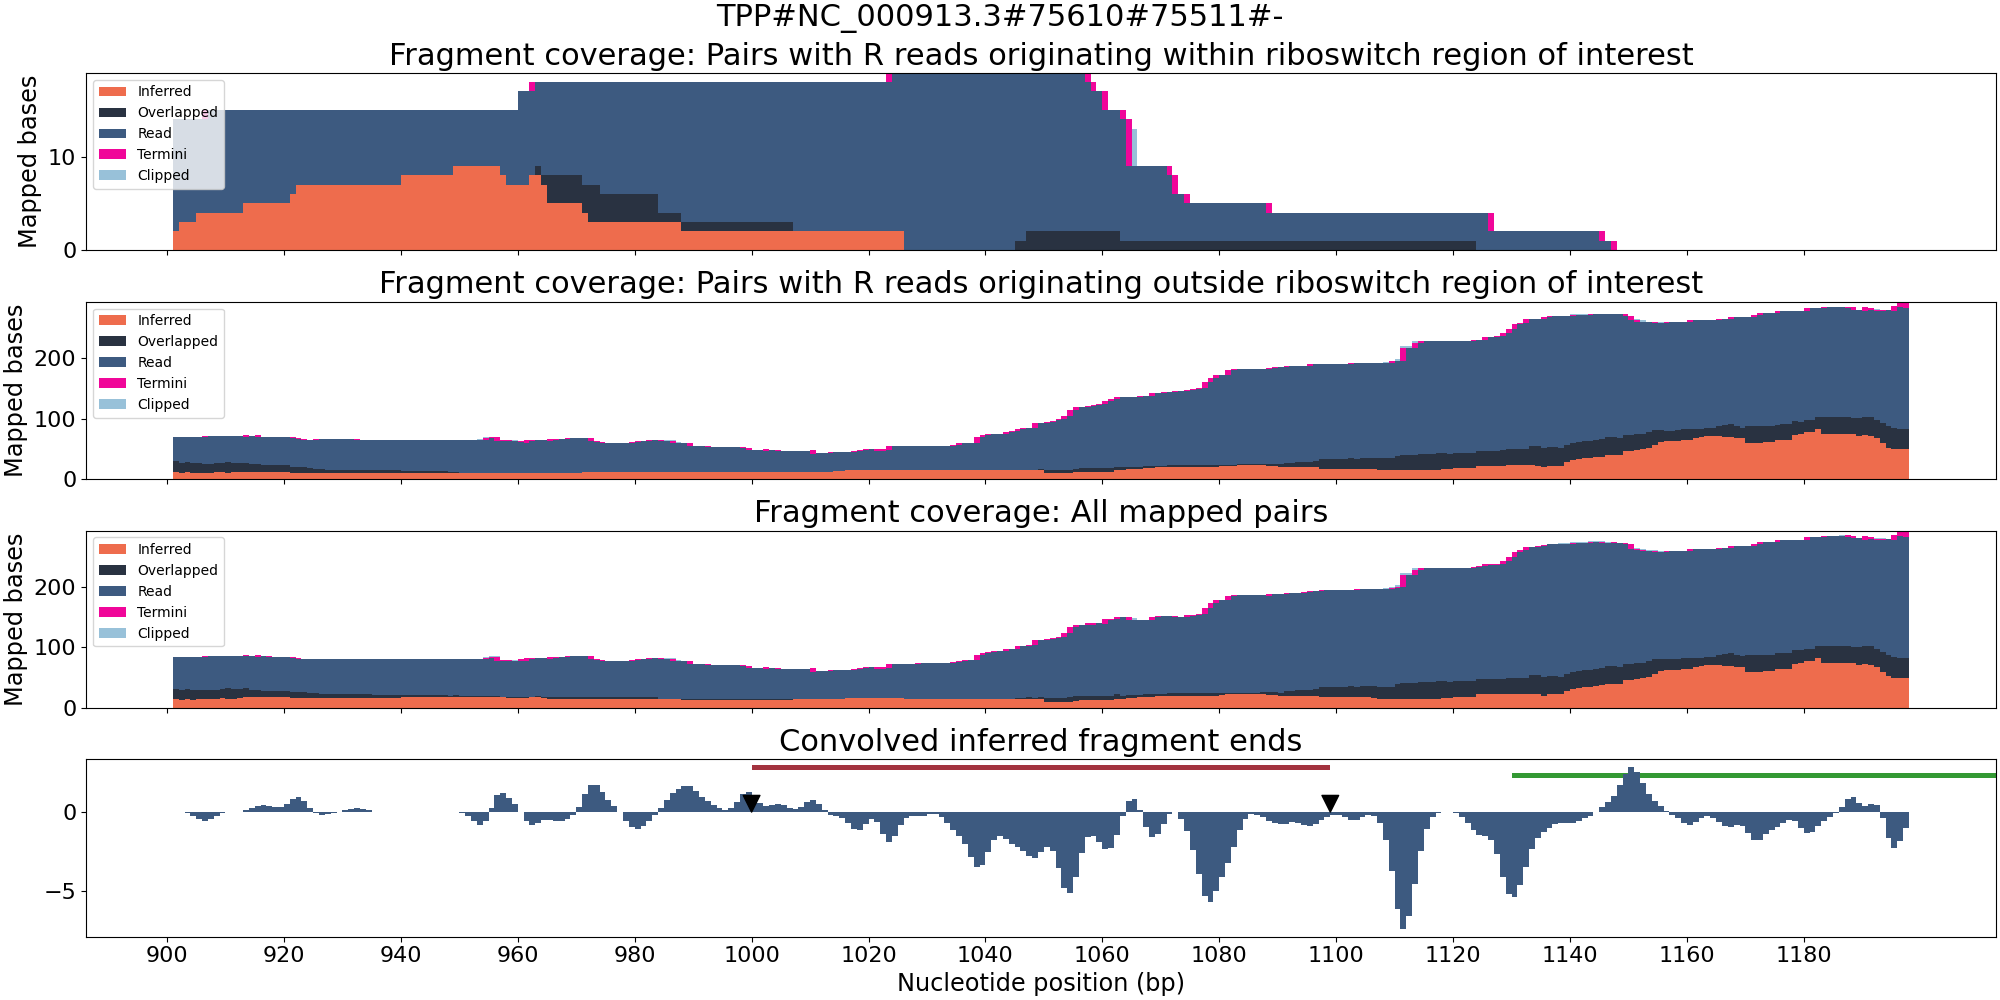 TPP#NC_000913.3#75610#75511#-
Fragment coverage: Pairs with R reads originating within riboswitch region of interest
Mapped bases
10
0
Inferred
Overlapped
Read
Termini
Clipped
Fragment coverage: Pairs with R reads originating outside riboswitch region of interest
Mapped bases
200
100
0
Inferred
Overlapped
Read
Termini
Clipped
Fragment coverage: All mapped pairs
Mapped bases
200
100
0
Inferred
Overlapped
Read
Termini
Clipped
Convolved inferred fragment ends
0
−5
900 920 940 960 980 1000 1020 1040 1060 1080 1100 1120 1140 1160 1180
Nucleotide position (bp)